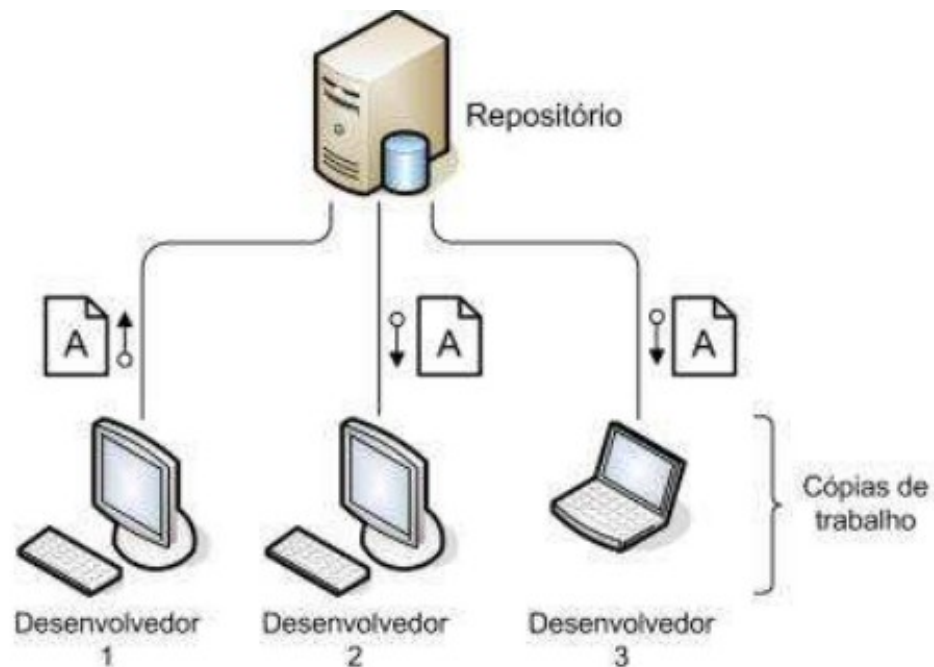 Repositório
A
A
A
Cópias de
trabalho
Desenvolvedor
1
Desenvolvedor
2
Desenvolvedor
3